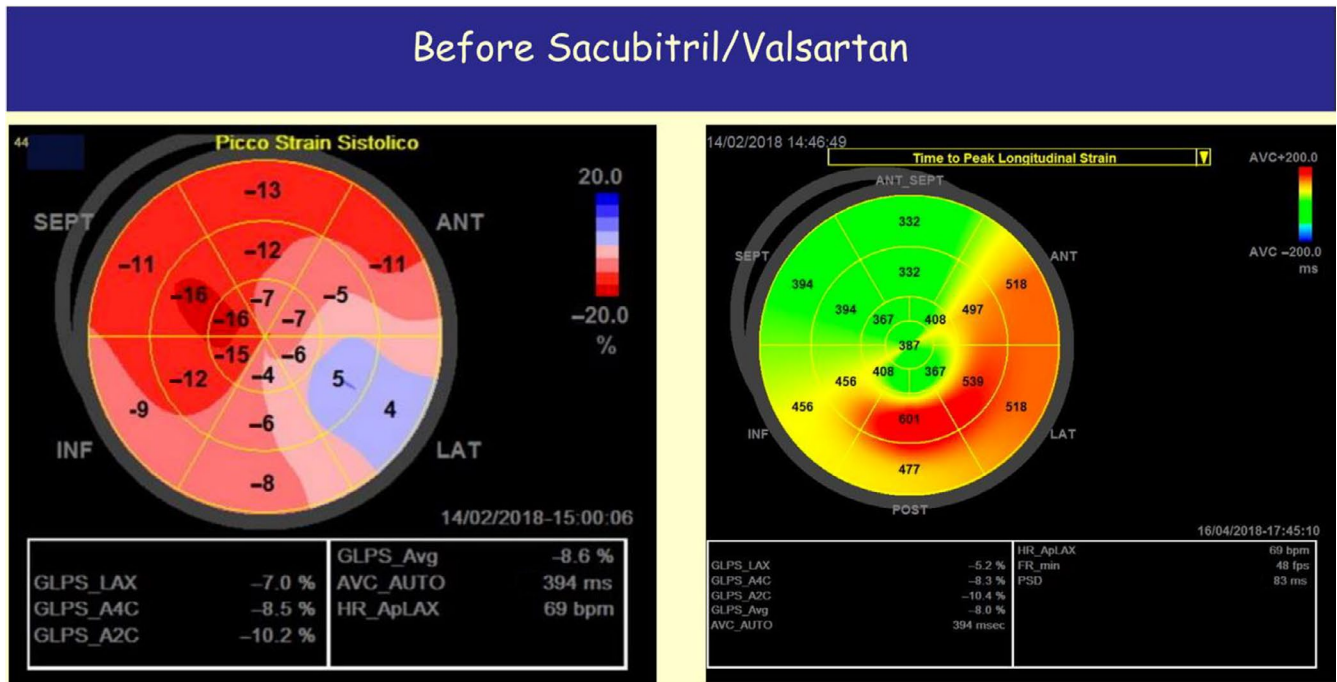 Before Sacubitril/Valsartan
44
Picco Strain Sistolico
20.0
–20.0
%
SEPT
ANT
INF
LAT
–13
–11
–11
–12
–16
–5
–7
–16
–7
–15
–6
–4
–12
5
–9
4
–6
–8
14/02/2018-15:00:06
GLPS_LAX –7.0 %
GLPS_A4C –8.5 %
GLPS_A2C –10.2 %
GLPS_Avg –8.6 %
AVC_AUTO 394 ms
HR_ApLAX 69 bpm
14/02/2018 14:46:49
Time to Peak Longitudinal Strain
AVC+200.0
AVC –200.0
ms
ANT_SEPT
SEPT
ANT
INF
LAT
POST
332
332
394
518
394
497
367
408
387
408
367
456
539
456
518
601
477
16/04/2018-17:45:10
GLPS_LAX –5.2 %
GLPS_A4C –8.3 %
GLPS_A2C –10.4 %
GLPS_Avg –8.0 %
AVC_AUTO 394 msec
HR_ApLAX 69 bpm
FR_min 48 fps
PSD 83 ms